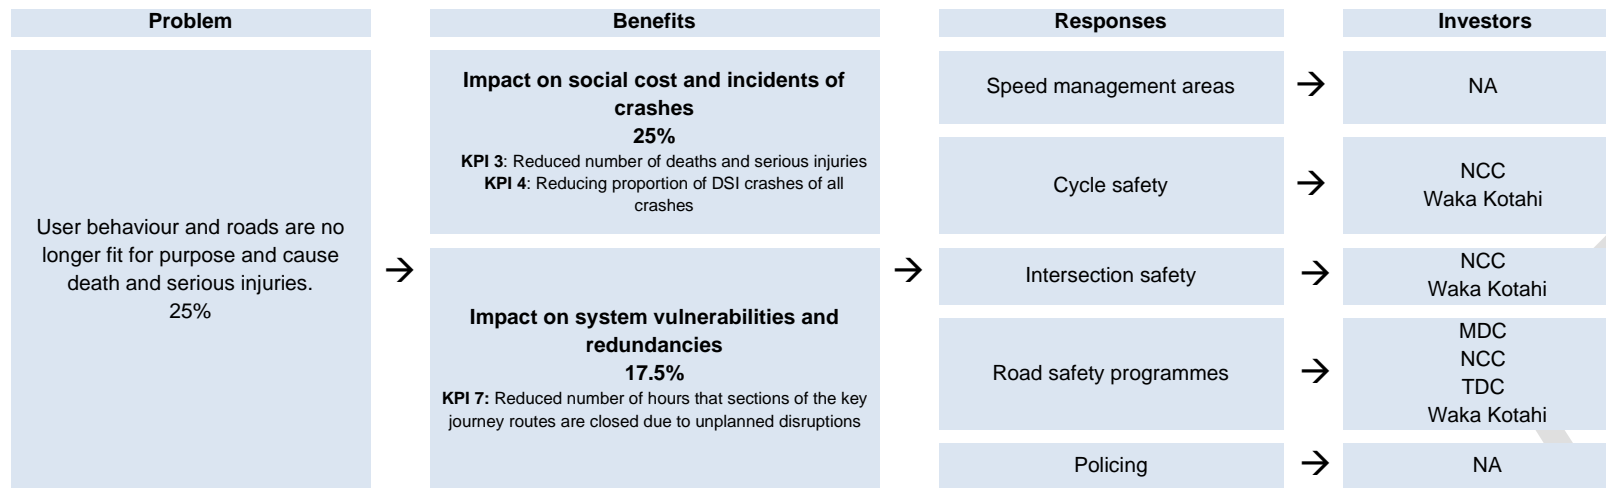 Problem
Benefits
Responses
Investors
User behaviour and roads are no
longer fit for purpose and cause
death and serious injuries.
25%
→
Impact on social cost and incidents of
crashes
25%
KPI 3: Reduced number of deaths and serious injuries
KPI 4: Reducing proportion of DSI crashes of all
crashes
Impact on system vulnerabilities and
redundancies
17.5%
KPI 7: Reduced number of hours that sections of the key
journey routes are closed due to unplanned disruptions
→
Speed management areas → NA
Cycle safety →
NCC
Waka Kotahi
Intersection safety →
NCC
Waka Kotahi
Road safety programmes →
MDC
NCC
TDC
Waka Kotahi
Policing → NA